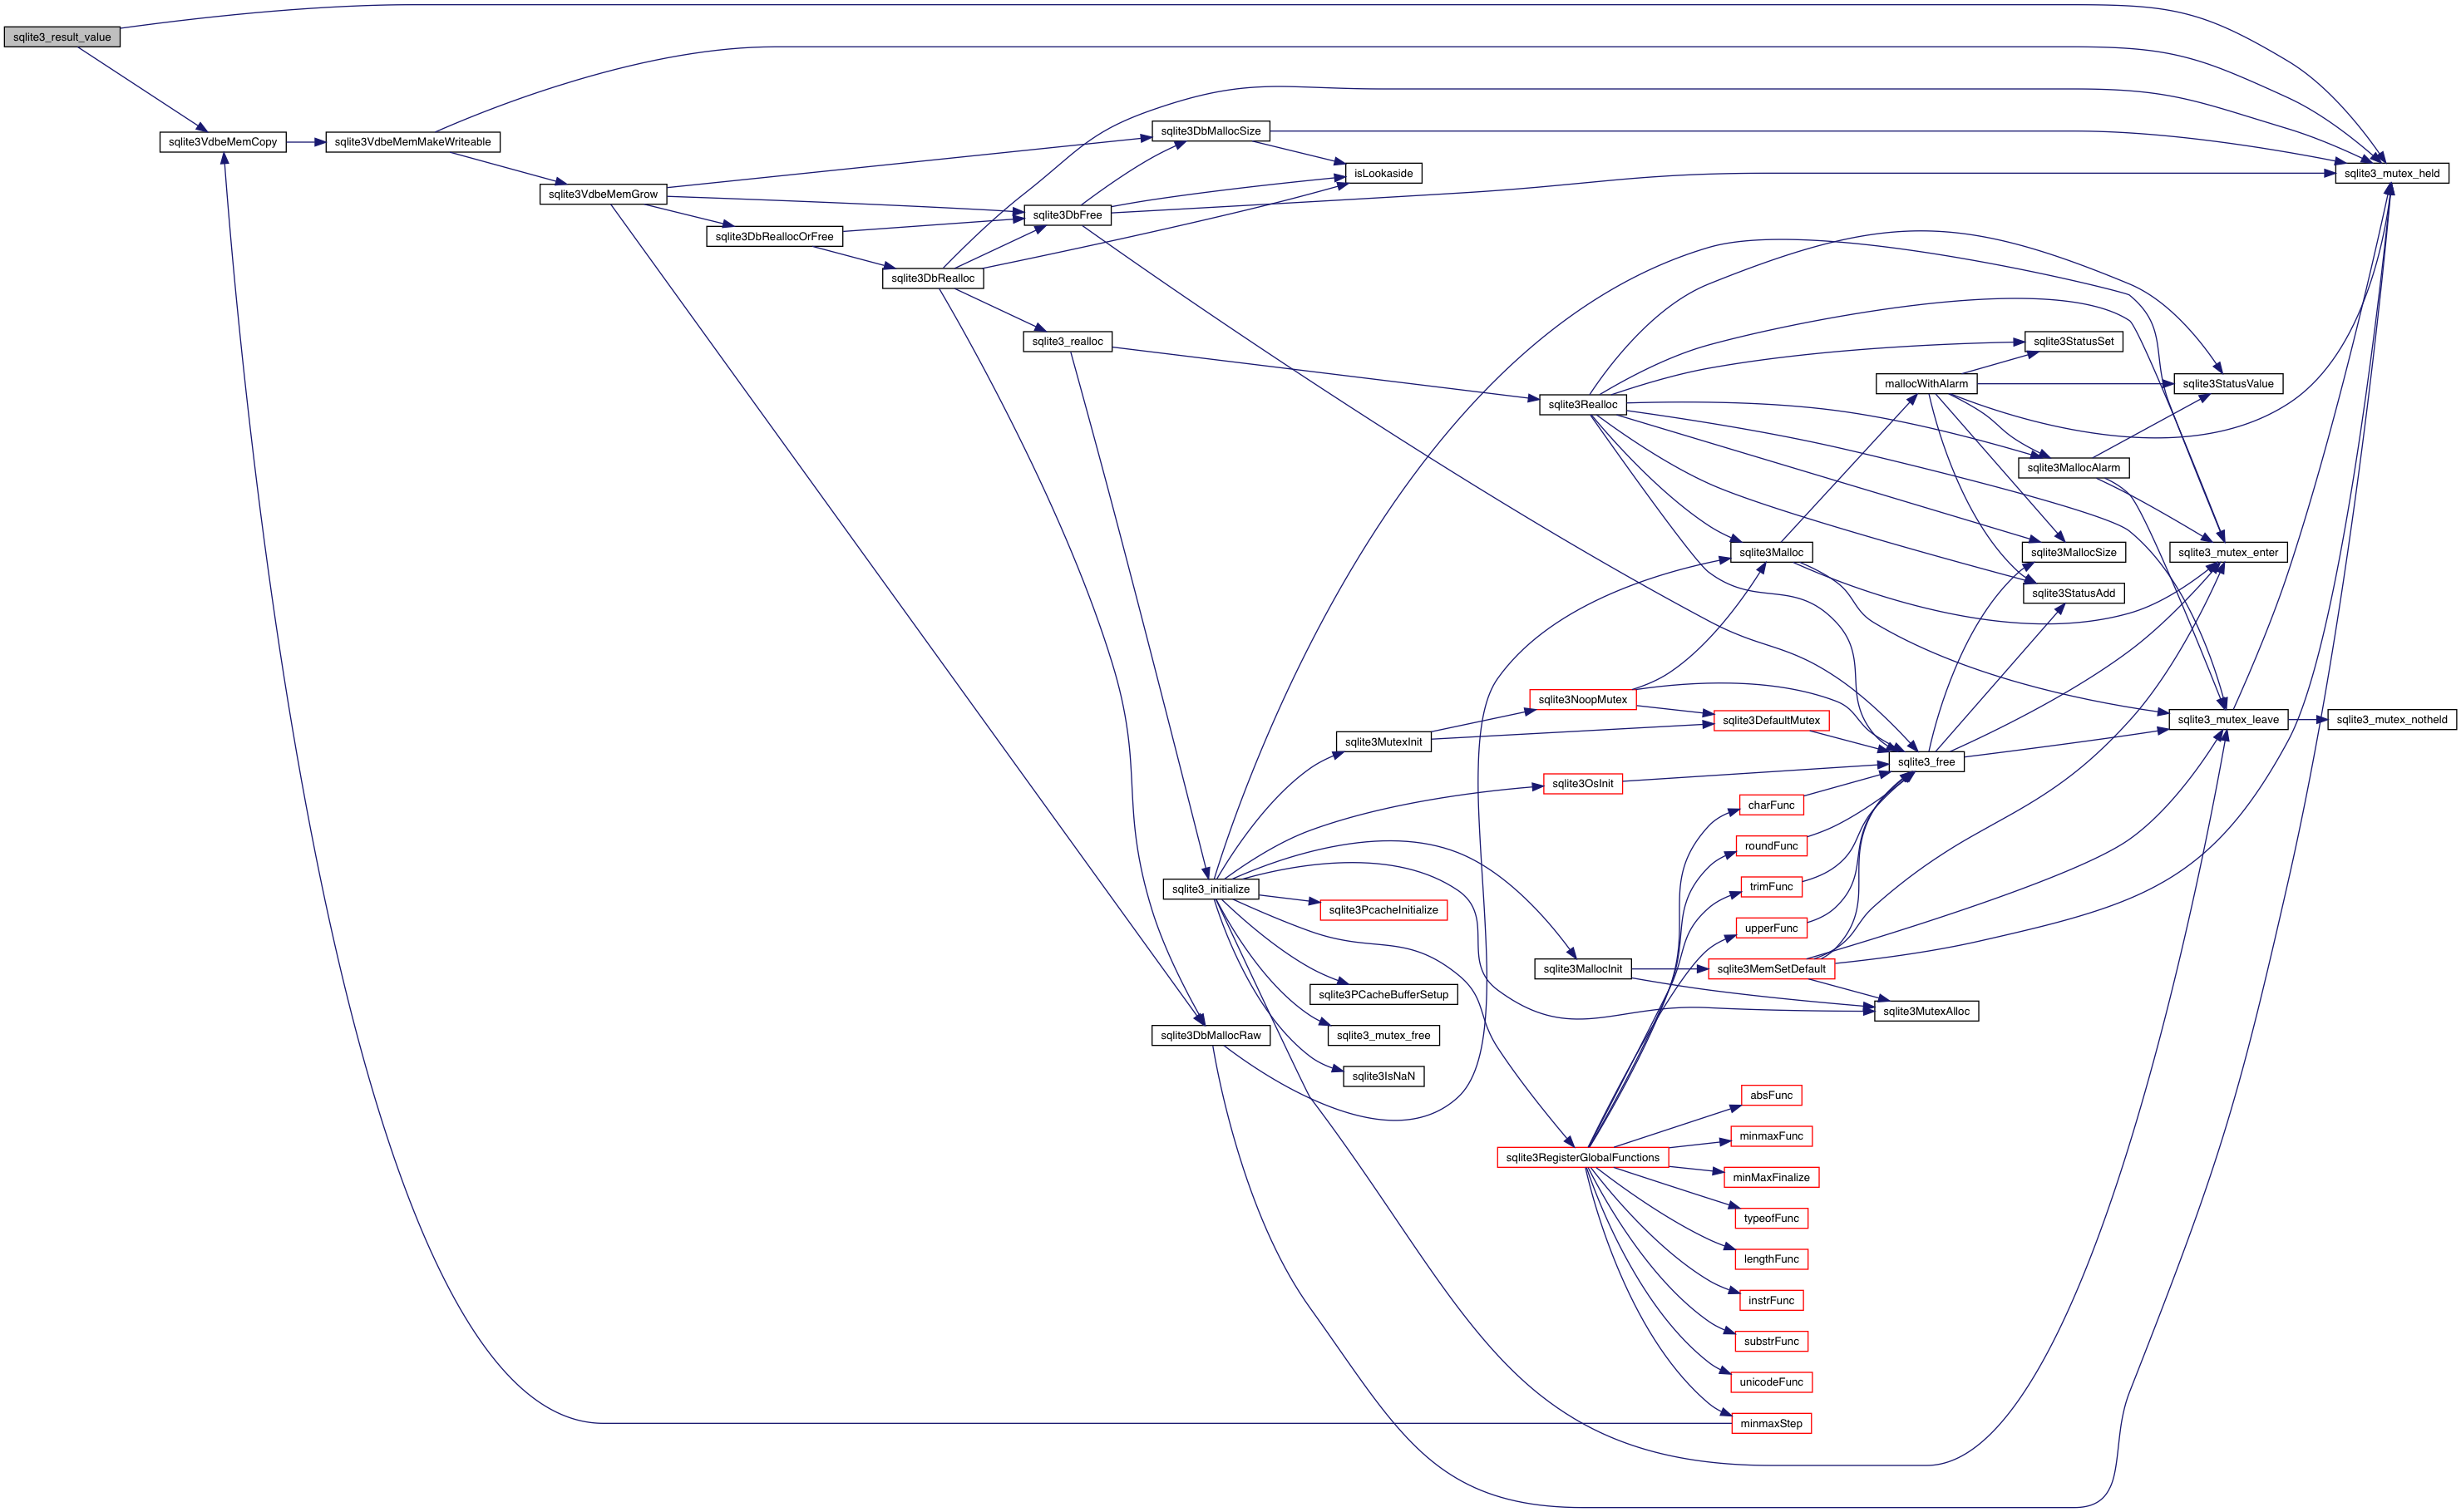 sqlite3_result_value
sqlite3VdbeMemCopy
sqlite3VdbeMemMakeWriteable
sqlite3VdbeMemGrow
sqlite3DbReallocOrFree
sqlite3DbRealloc
sqlite3DbFree
sqlite3_realloc
sqlite3DbMallocSize
isLookaside
sqlite3_initialize
sqlite3DbMallocRaw
sqlite3MutexInit
sqlite3PcacheInitialize
sqlite3PCacheBufferSetup
sqlite3_mutex_free
sqlite3IsNaN
sqlite3Realloc
sqlite3NoopMutex
sqlite3OsInit
sqlite3MallocInit
sqlite3RegisterGlobalFunctions
sqlite3Malloc
sqlite3DefaultMutex
charFunc
roundFunc
trimFunc
upperFunc
sqlite3MemSetDefault
absFunc
minmaxFunc
minMaxFinalize
typeofFunc
lengthFunc
instrFunc
substrFunc
unicodeFunc
minmaxStep
mallocWithAlarm
sqlite3_free
sqlite3MutexAlloc
sqlite3StatusSet
sqlite3MallocAlarm
sqlite3MallocSize
sqlite3StatusAdd
sqlite3StatusValue
sqlite3_mutex_enter
sqlite3_mutex_leave
sqlite3_mutex_held
sqlite3_mutex_notheld